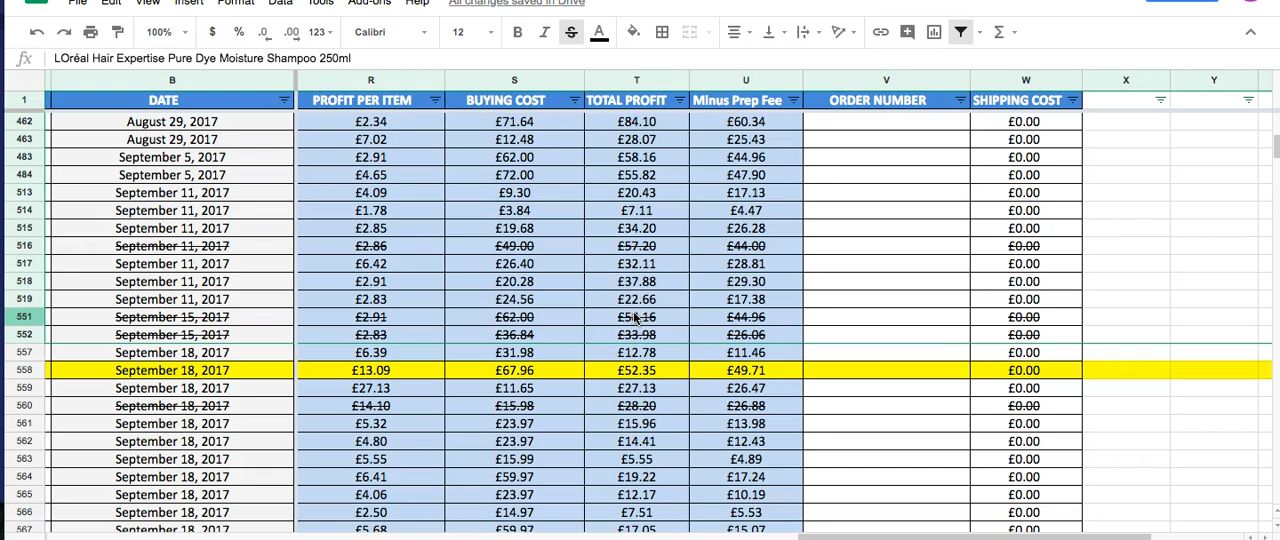 File Edit View Insert Format Data Tools Add-ons Help All changes saved in Drive
100% $ % .0 .00 123 Calibri 12 B I S A
fx LOréal Hair Expertise Pure Dye Moisture Shampoo 250ml
B R S T U V W X Y
1 DATE PROFIT PER ITEM BUYING COST TOTAL PROFIT Minus Prep Fee ORDER NUMBER SHIPPING COST
462 August 29, 2017 £2.34 £71.64 £84.10 £60.34 £0.00
463 August 29, 2017 £7.02 £12.48 £28.07 £25.43 £0.00
483 September 5, 2017 £2.91 £62.00 £58.16 £44.96 £0.00
484 September 5, 2017 £4.65 £72.00 £55.82 £47.90 £0.00
513 September 11, 2017 £4.09 £9.30 £20.43 £17.13 £0.00
514 September 11, 2017 £1.78 £3.84 £7.11 £4.47 £0.00
515 September 11, 2017 £2.85 £19.68 £34.20 £26.28 £0.00
516 September 11, 2017 £2.86 £49.00 £57.20 £44.00 £0.00
517 September 11, 2017 £6.42 £26.40 £32.11 £28.81 £0.00
518 September 11, 2017 £2.91 £20.28 £37.88 £29.30 £0.00
519 September 11, 2017 £2.83 £24.56 £22.66 £17.38 £0.00
551 September 15, 2017 £2.91 £62.00 £44.96 £0.00
552 September 15, 2017 £2.83 £36.84 £33.98 £26.06 £0.00
557 September 18, 2017 £6.39 £31.98 £12.78 £11.46 £0.00
558 September 18, 2017 £13.09 £67.96 £52.35 £49.71 £0.00
559 September 18, 2017 £27.13 £11.65 £27.13 £26.47 £0.00
560 September 18, 2017 £14.10 £15.98 £28.20 £26.88 £0.00
561 September 18, 2017 £5.32 £23.97 £15.96 £13.98 £0.00
562 September 18, 2017 £4.80 £23.97 £14.41 £12.43 £0.00
563 September 18, 2017 £5.55 £15.99 £5.55 £4.89 £0.00
564 September 18, 2017 £6.41 £59.97 £19.22 £17.24 £0.00
565 September 18, 2017 £4.06 £23.97 £12.17 £10.19 £0.00
566 September 18, 2017 £2.50 £14.97 £7.51 £5.53 £0.00
567 September 18, 2017 £5.68 £59.97 £17.05 £15.07 £0.00